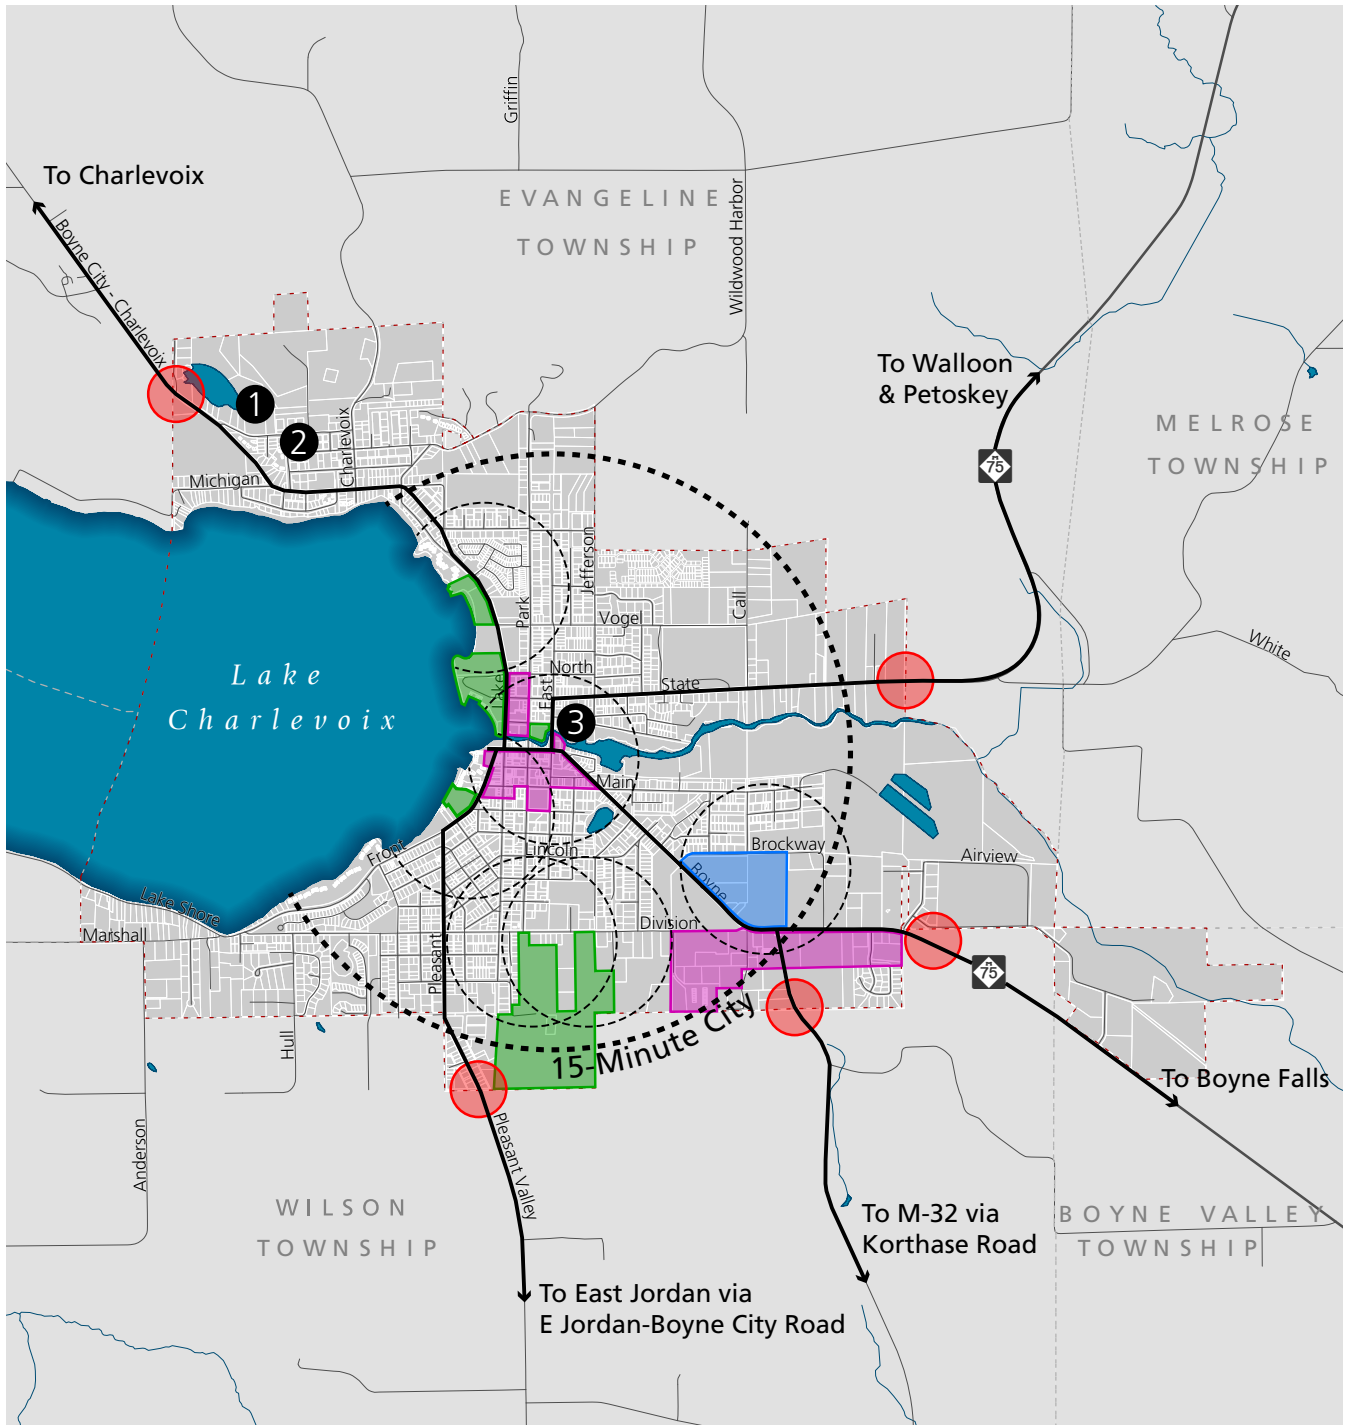 Griffin
To Charlevoix
EVANGELINE
TOWNSHIP
Wildwood Harbor
Boyne City - Charlevoix
To Walloon
& Petoskey
1
2
Charlevoix
MELROSE
TOWNSHIP
75
Michigan
Jefferson
Park
Vogel
Call
White
Lake
Charlevoix
Lake
East
North
State
3
Main
Front
Lincoln
Brockway
Airview
Boyne
Lake Shore
Marshall
Division
Pleasant
75
15-Minute City
Hull
To Boyne Falls
Anderson
Pleasant Valley
WILSON
TOWNSHIP
To M-32 via
Korthase Road
BOYNE VALLEY
TOWNSHIP
To East Jordan via
E Jordan-Boyne City Road